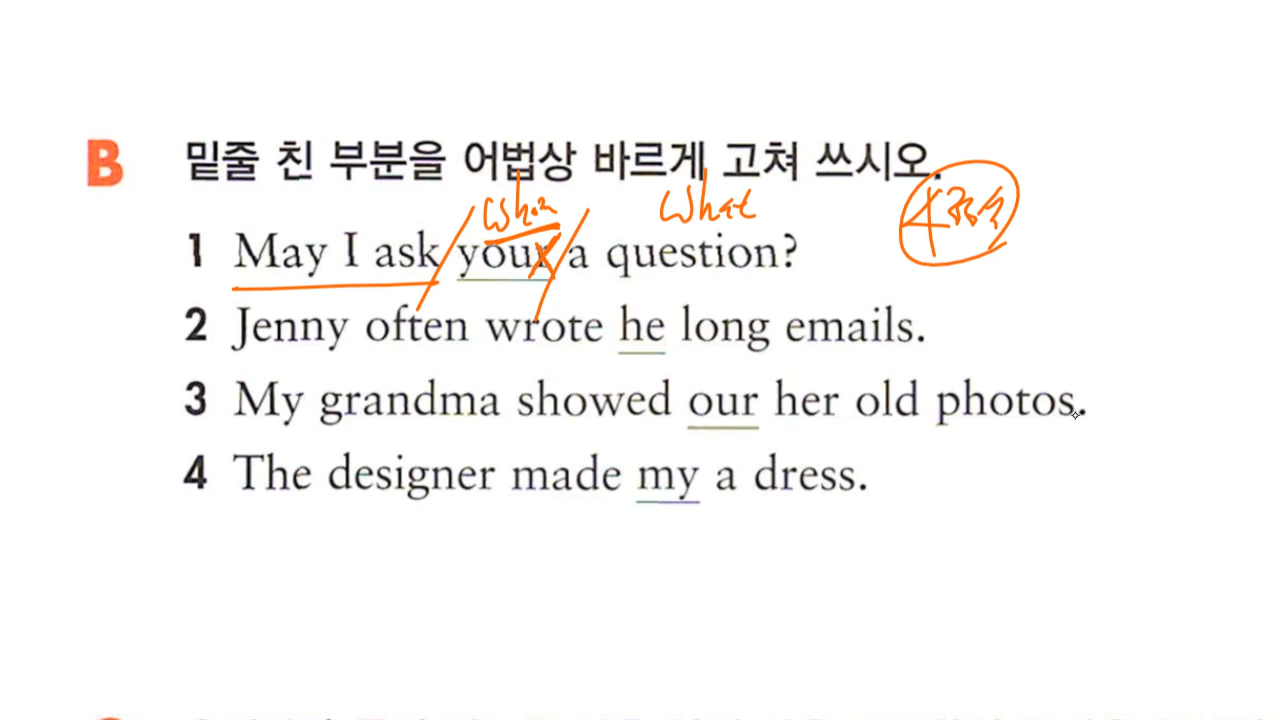 B 밑줄 친 부분을 어법상 바르게 고쳐 쓰시오.
whom what 4형식
1 May I ask your a question?
2 Jenny often wrote he long emails.
3 My grandma showed our her old photos.
4 The designer made my a dress.